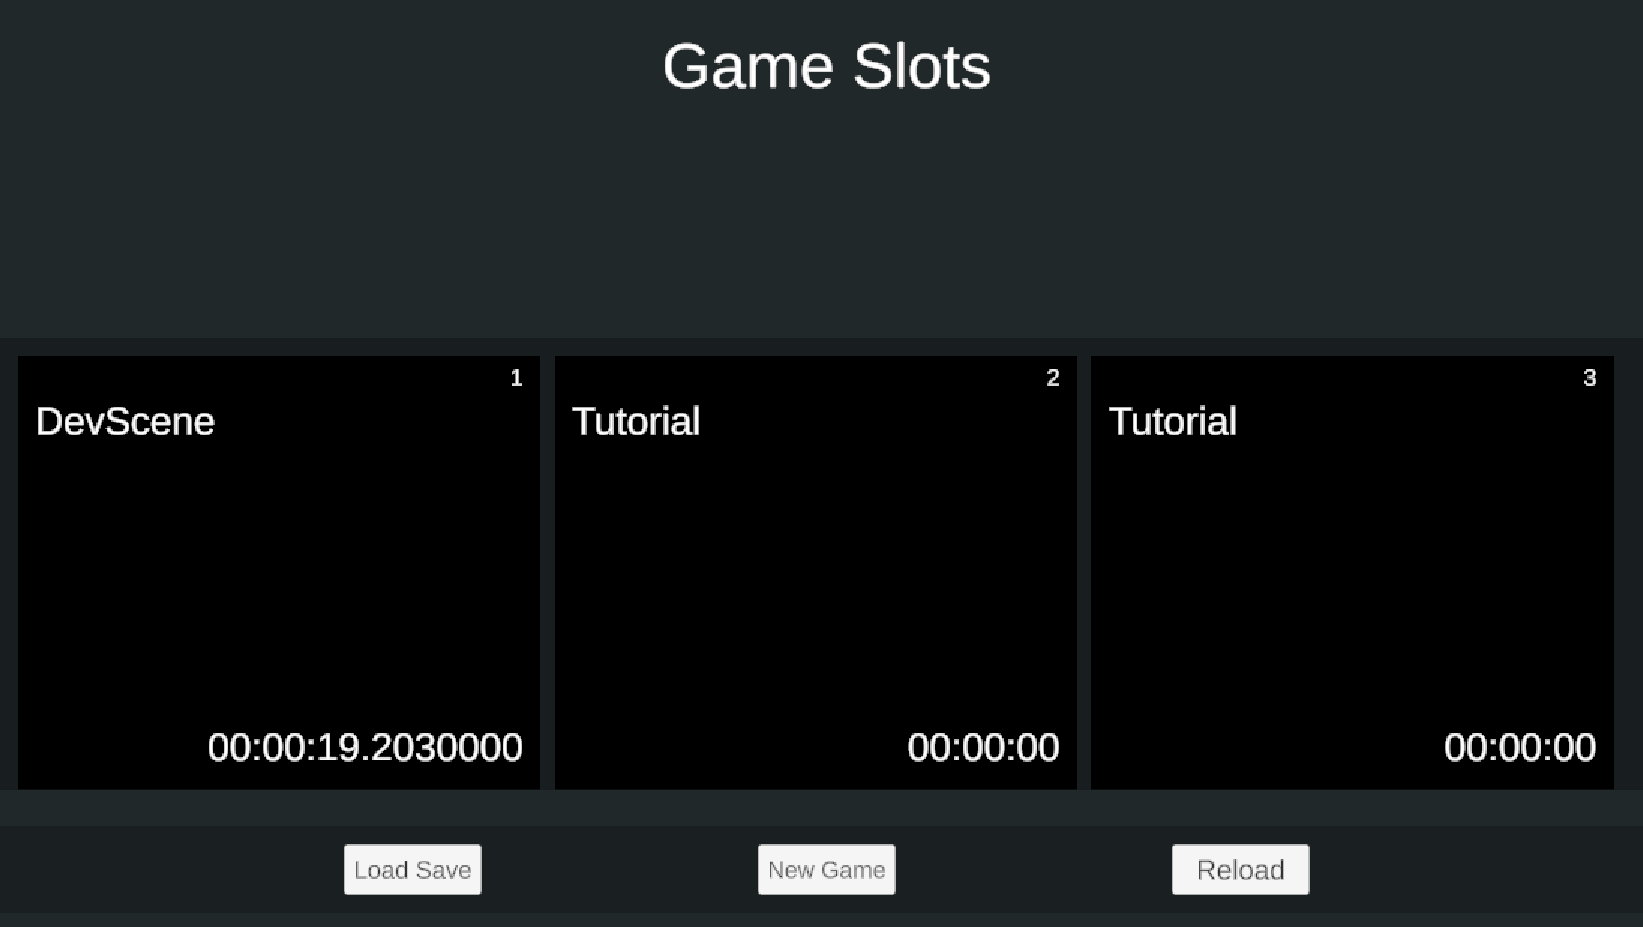 Game Slots
1
DevScene
00:00:19.2030000
2
Tutorial
00:00:00
3
Tutorial
00:00:00
Load Save
New Game
Reload